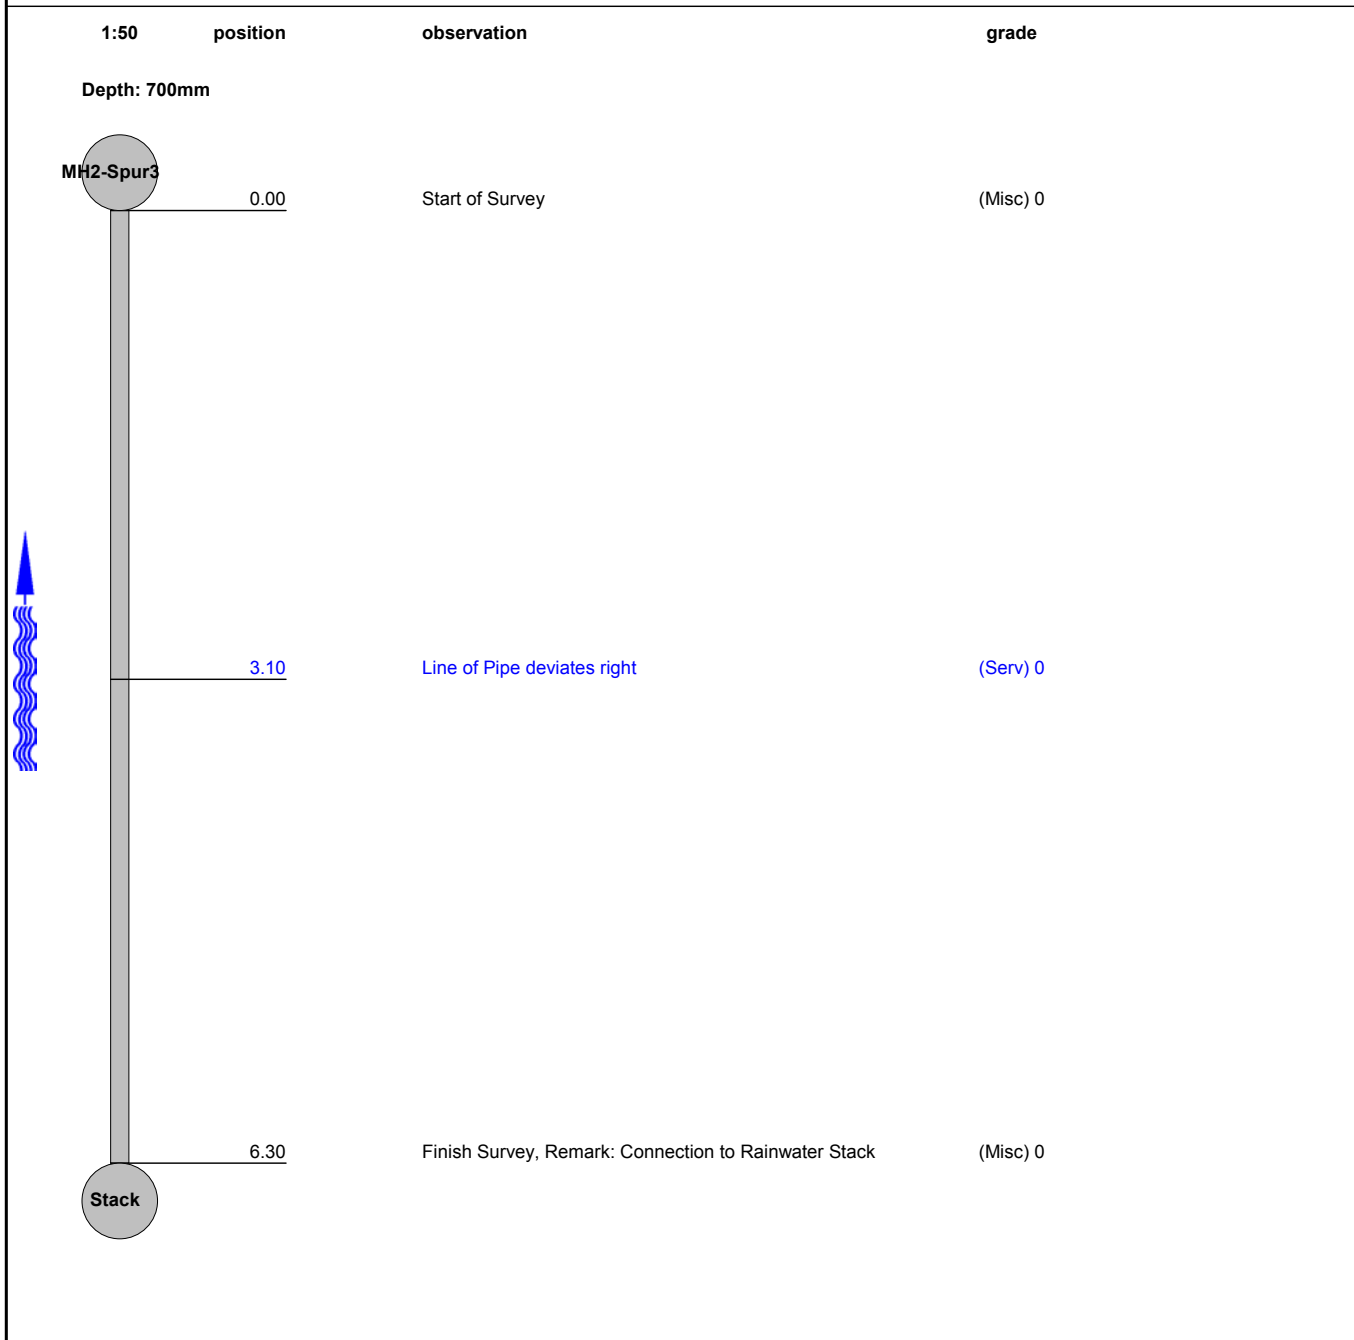 1:50 position observation grade
Depth: 700mm
MH2-Spur3
0.00 Start of Survey (Misc) 0
3.10 Line of Pipe deviates right (Serv) 0
6.30 Finish Survey, Remark: Connection to Rainwater Stack (Misc) 0
Stack